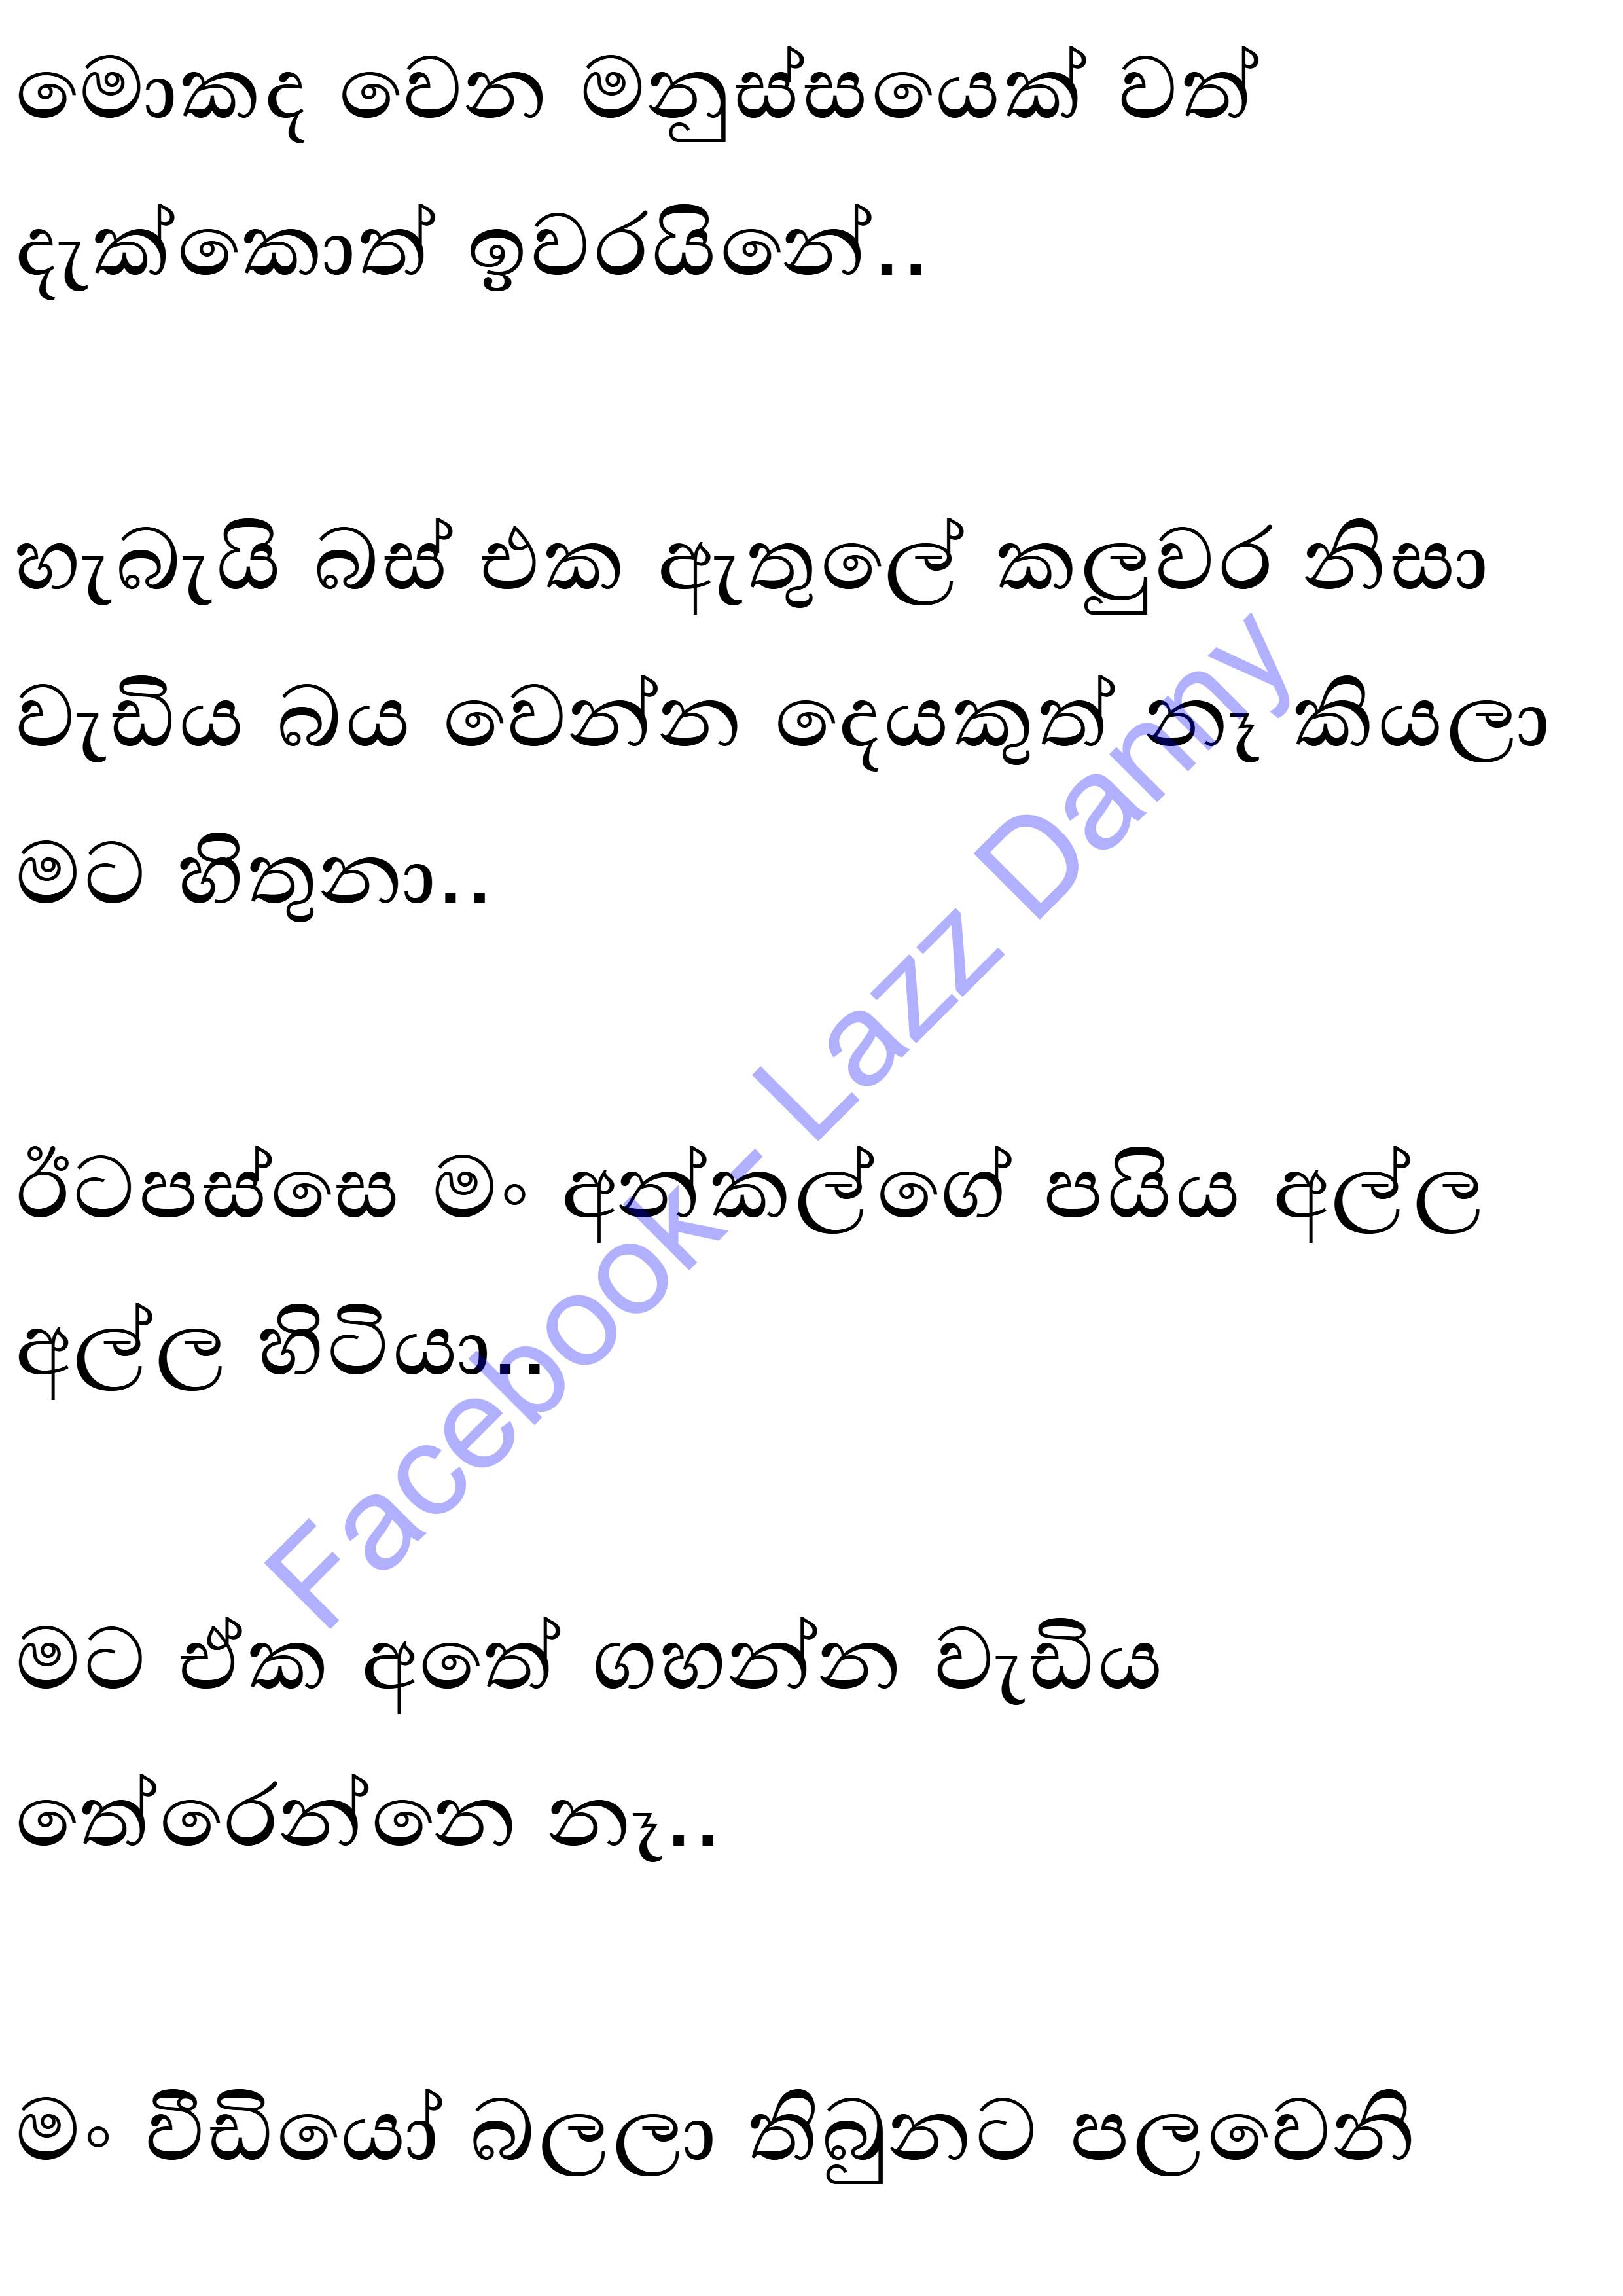 මොකද වෙන මනුස්සයෙක් වත්
දැක්කොත් ඉවරයිනේ..
හැබැයි බස් එක ඇතුලේ කලුවර නිසා
වැඩිය බය වෙන්න දෙයකුත් නෑ කියලා
මට හිතුනා..
ඊටපස්සෙ මං අන්කල්ගේ පයිය අල්ල
අල්ල හිටියා..
මට ඒක අතේ ගහන්න වැඩිය
තේරෙන්නෙ නෑ..
මං වීඩියෝ බලලා තිබුනට පලවෙනි
Facebook- Lazz Dammy